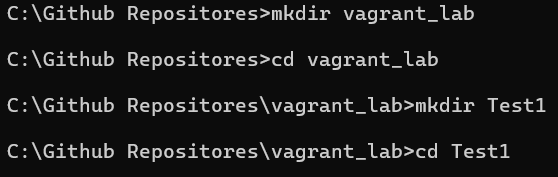 C:\Github Repositores>mkdir vagrant_lab
C:\Github Repositores>cd vagrant_lab
C:\Github Repositores\vagrant_lab>mkdir Test1
C:\Github Repositores\vagrant_lab>cd Test1